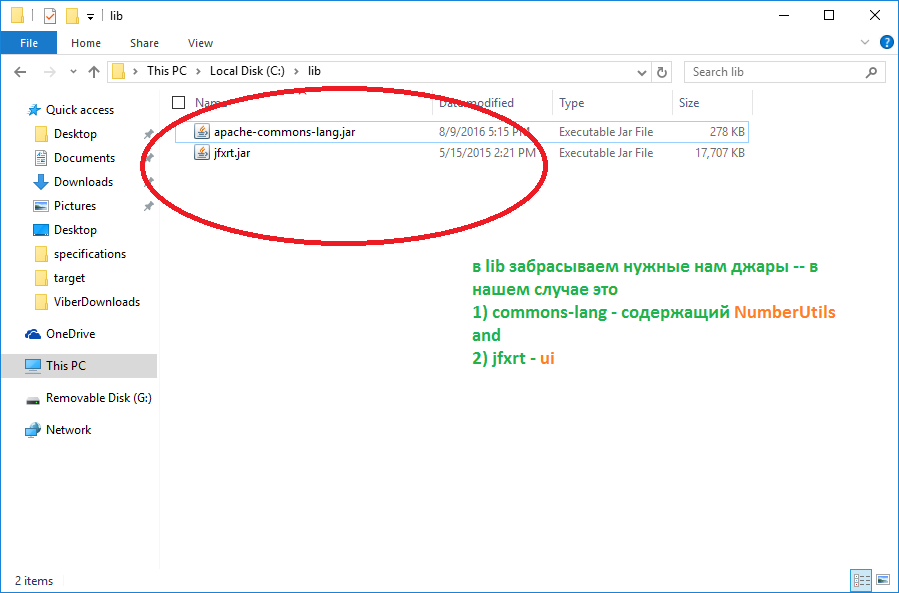 lib
File Home Share View
This PC > Local Disk (C:) > lib
Search lib
Quick access
Desktop
Documents
Downloads
Pictures
Desktop
specifications
target
ViberDownloads
OneDrive
This PC
Removable Disk (G:)
Network
Name Date modified Type Size
apache-commons-lang.jar 8/9/2016 5:15 PM Executable Jar File 278 KB
jfxrt.jar 5/15/2015 2:21 PM Executable Jar File 17,707 KB
в lib забрасываем нужные нам джары -- в
нашем случае это
1) commons-lang - содержащий NumberUtils
and
2) jfxrt - ui
2 items